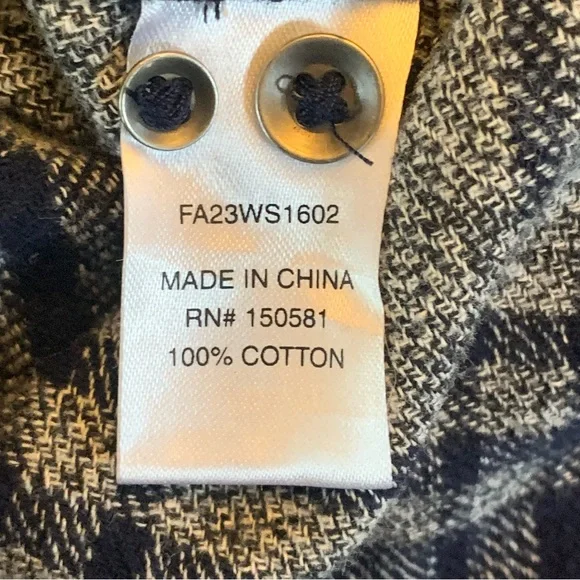 FA23WS1602
MADE IN CHINA
RN# 150581
100% COTTON